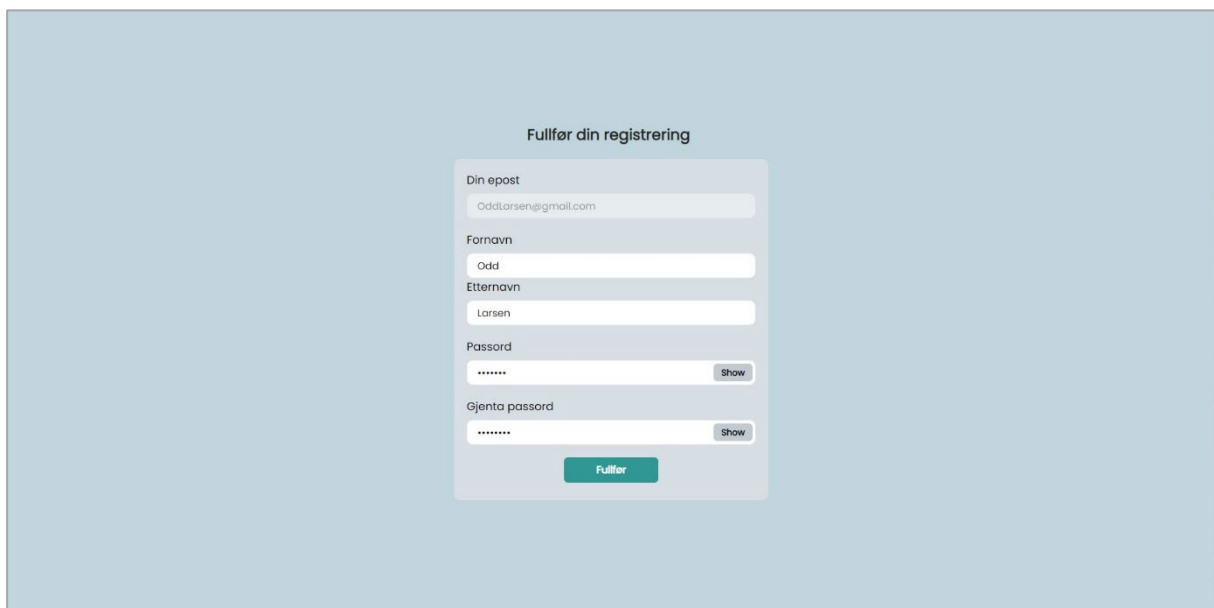 Fullfør din registrering
Din epost
OddLarsen@gmail.com
Fornavn
Odd
Etternavn
Larsen
Passord
••••••• Show
Gjenta passord
•••••••• Show
Fullfør